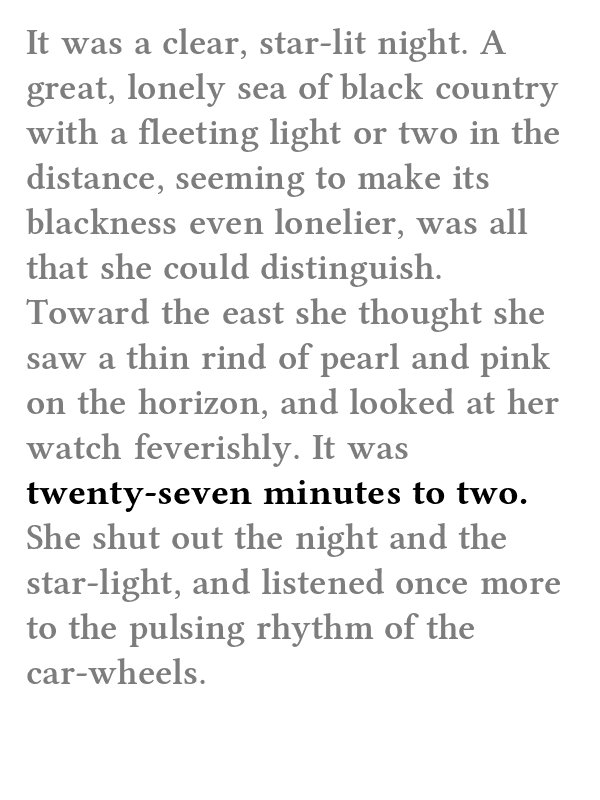 It was a clear, star-lit night. A
great, lonely sea of black country
with a fleeting light or two in the
distance, seeming to make its
blackness even lonelier, was all
that she could distinguish.
Toward the east she thought she
saw a thin rind of pearl and pink
on the horizon, and looked at her
watch feverishly. It was
twenty-seven minutes to two.
She shut out the night and the
star-light, and listened once more
to the pulsing rhythm of the
car-wheels.